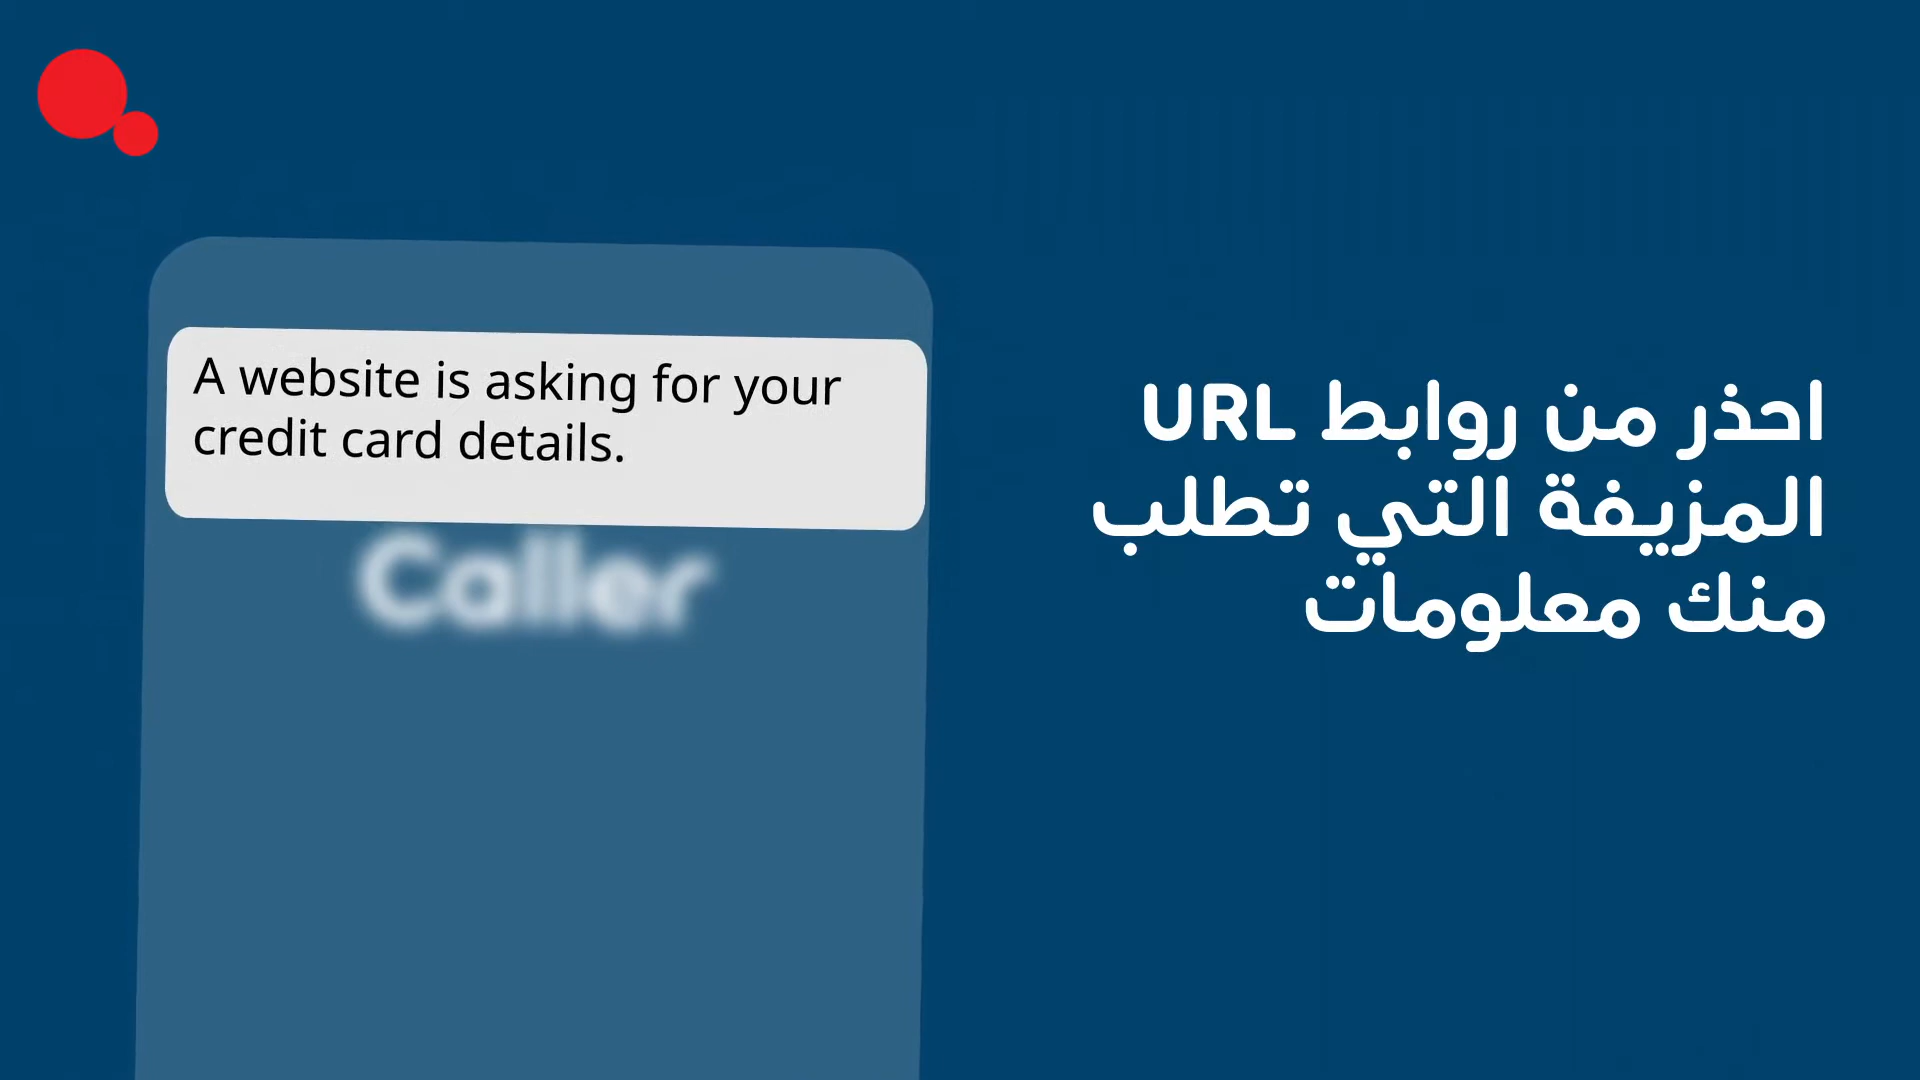 A website is asking for your
credit card details.
Caller
احذر من روابط URL
المزيفة التي تطلب
منك معلومات